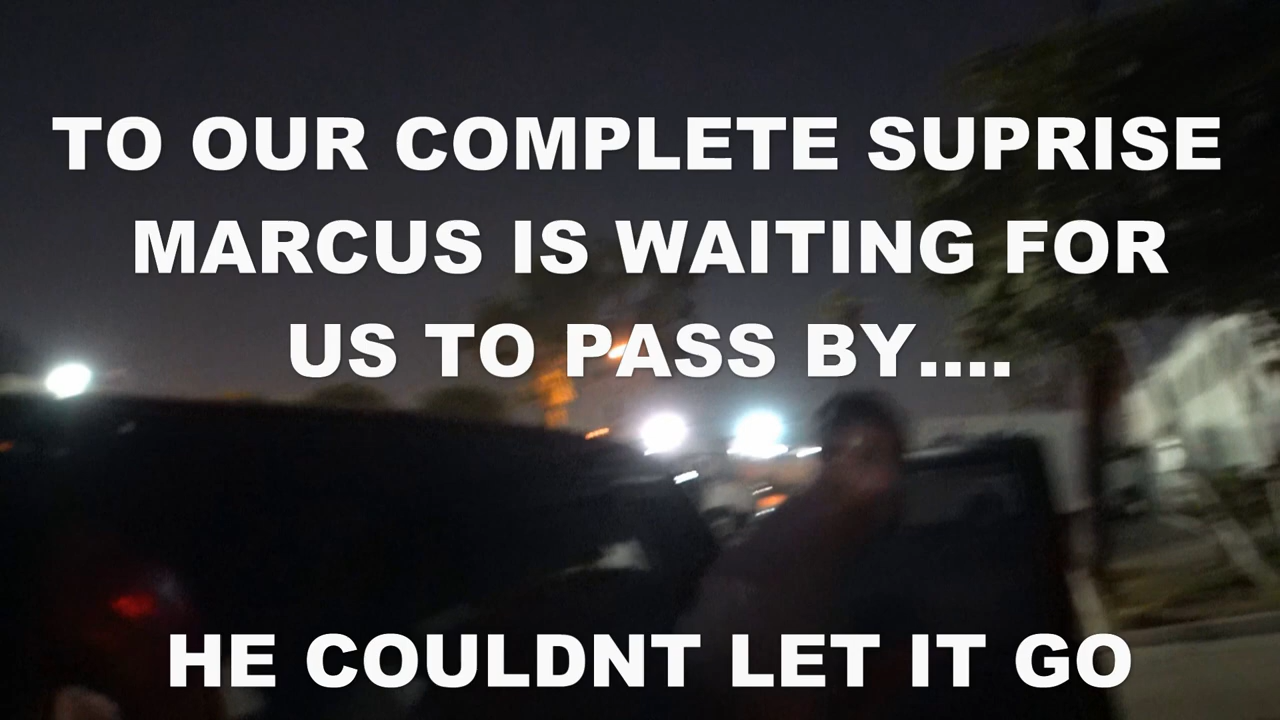 TO OUR COMPLETE SUPRISE
MARCUS IS WAITING FOR
US TO PASS BY....
HE COULDNT LET IT GO